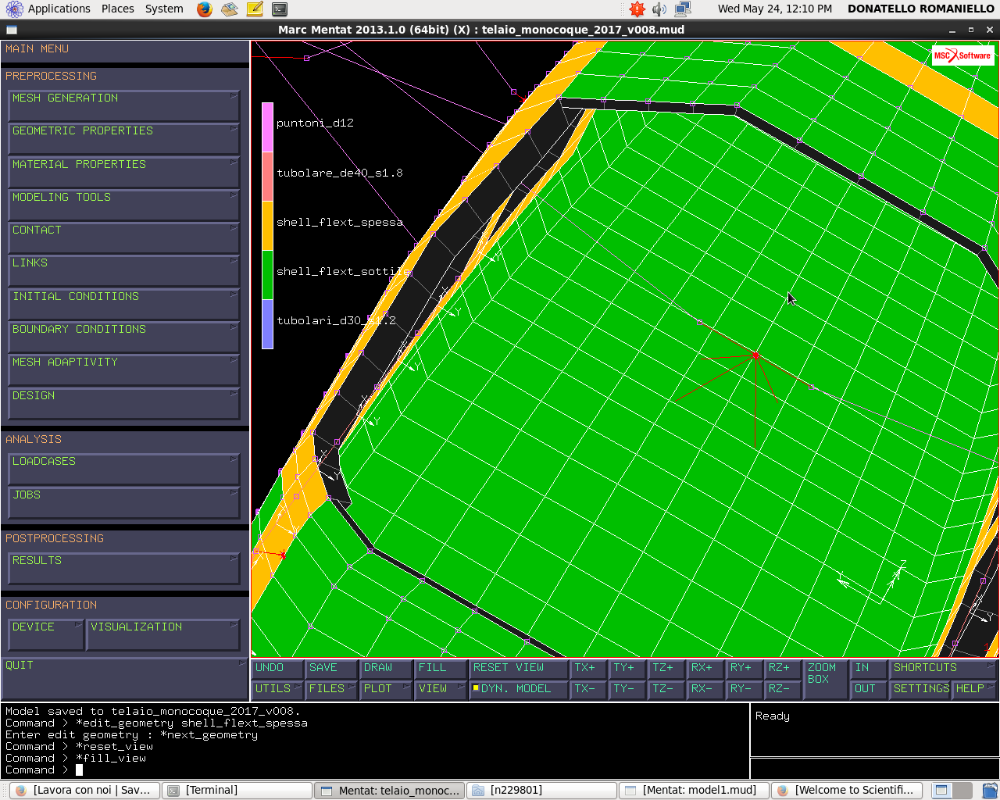 Applications Places System
Wed May 24, 12:10 PM DONATELLO ROMANIELLO
Marc Mentat 2013.1.0 (64bit) (X) : telaio_monocoque_2017_v008.mud
MAIN MENU
PREPROCESSING
MESH GENERATION
GEOMETRIC PROPERTIES
MATERIAL PROPERTIES
MODELING TOOLS
CONTACT
LINKS
INITIAL CONDITIONS
BOUNDARY CONDITIONS
MESH ADAPTIVITY
DESIGN
ANALYSIS
LOADCASES
JOBS
POSTPROCESSING
RESULTS
CONFIGURATION
DEVICE VISUALIZATION
QUIT
MSC Software
puntoni_d12
tubolare_de40_s1.8
shell_flext_spessa
shell_flext_sottile
tubolari_d30_s1.2
X
Y
X
Y
X
Y
X
Y
Y
Z
X
Y
1
UNDO SAVE DRAW FILL RESET VIEW TX+ TY+ TZ+ RX+ RY+ RZ+ ZOOM BOX IN SHORTCUTS
UTILS FILES PLOT VIEW DYN. MODEL TX- TY- TZ- RX- RY- RZ- OUT SETTINGS HELP
Model saved to telaio_monocoque_2017_v008.
Command > *edit_geometry shell_flext_spessa
Enter edit geometry : *next_geometry
Command > *reset_view
Command > *fill_view
Command >
Ready
[Lavora con noi | Sav... [Terminal] Mentat: telaio_monoc... [n229801] [Mentat: model1.mud] [Welcome to Scientifi...